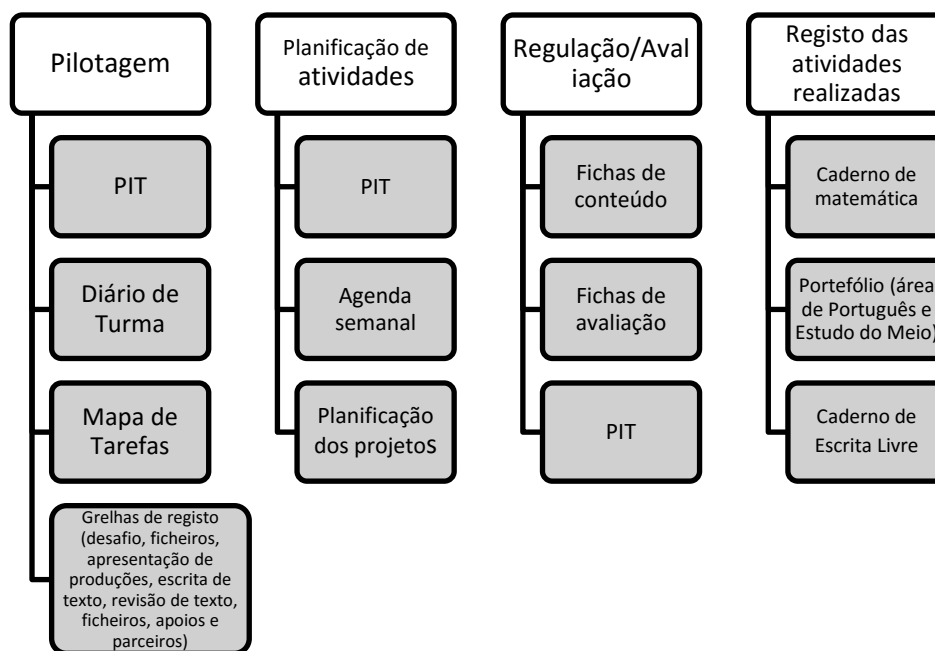 Pilotagem
PIT
Diário de
Turma
Mapa de
Tarefas
Grelhas de registo
(desafio, ficheiros,
apresentação de
produções, escrita de
texto, revisão de texto,
ficheiros, apoios e
parceiros)
Planificação de
atividades
PIT
Agenda
semanal
Planificação
dos projetos
Regulação/Aval
iação
Fichas de
conteúdo
Fichas de
avaliação
PIT
Registo das
atividades
realizadas
Caderno de
matemática
Portefólio (área
de Português e
Estudo do Meio)
Caderno de
Escrita Livre